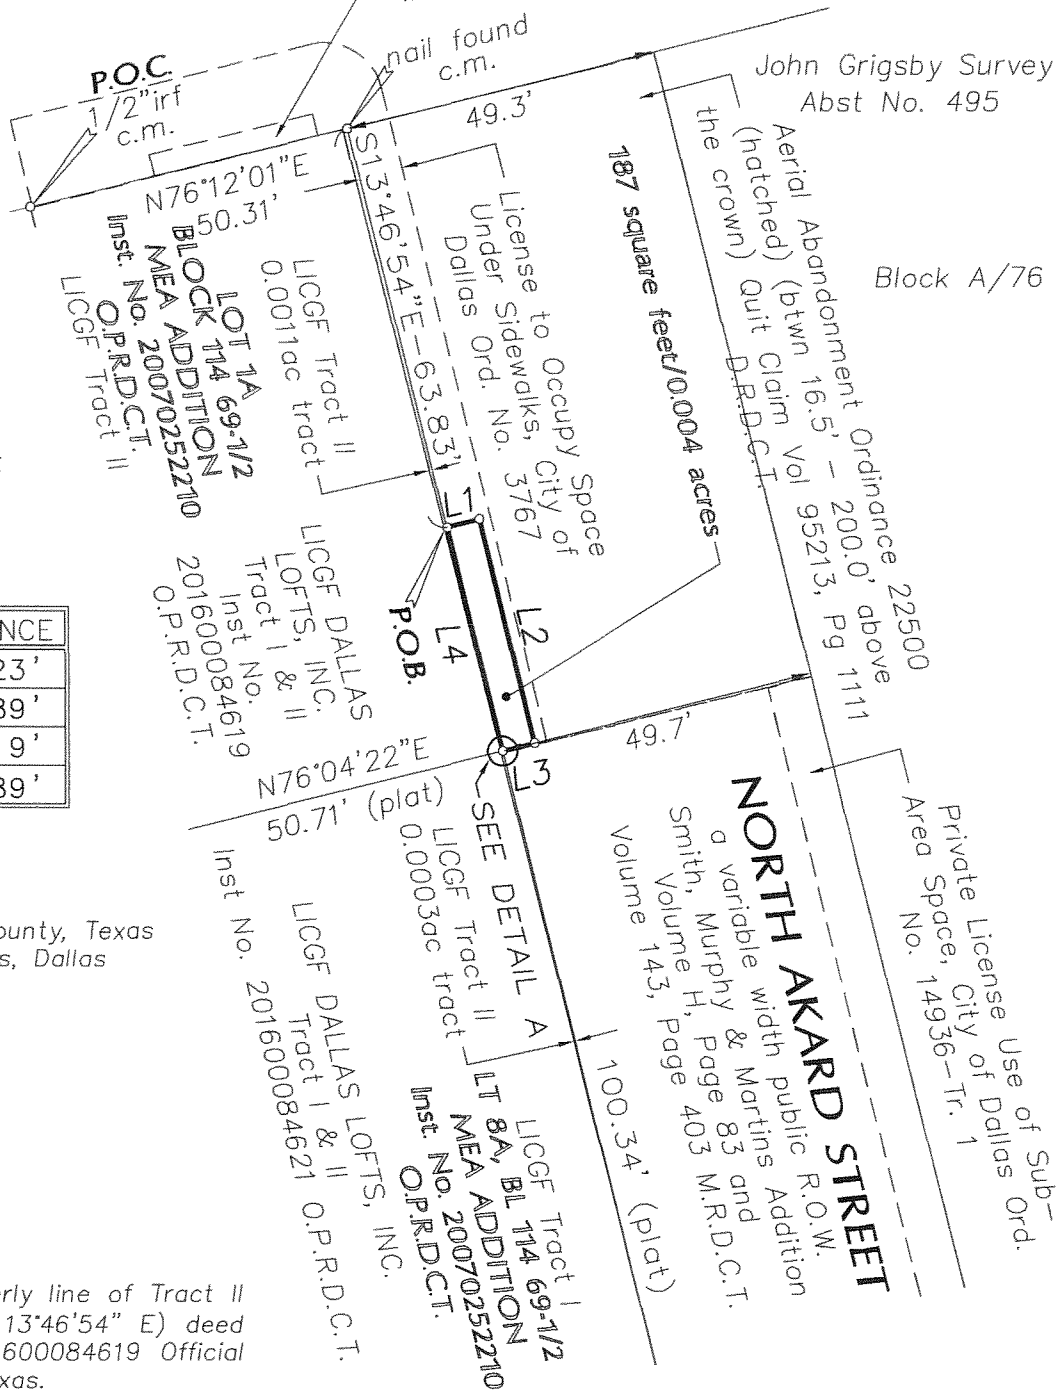 P.O.C.
1/2"irf
c.m.
nail found
c.m.
John Grigsby Survey
Abst No. 495
Block A/76
49.3'
N76°12'01"E
50.31'
S13°46'54"E-63.83'
License to Occupy Space
Under Sidewalks, City of
Dallas Ord. No. 3767
187 square feet/0.004 acres
Aerial Abandonment Ordinance 22500
(hatched) (btwn 16.5' - 200.0' above
the crown) Quit Claim Vol 95213, Pg 1111
D.R.D.C.T.
LICGF Tract II
0.0011ac tract
LOT 1A
BLOCK 114 69-1/2
MEA ADDITION
Inst. No. 20070252210
O.P.R.D.C.T.
LICGF Tract II
LICGF DALLAS
LOFTS, INC.
Tract I & II
Inst No.
201600084619
O.P.R.D.C.T.
L1
L2
L4
P.O.B.
L3
49.7'
N76°04'22"E
50.71' (plat)
SEE DETAIL A
NCE
23'
39'
9'
39'
NORTH AKARD STREET
a variable width public R.O.W.
Smith, Murphy & Martins Addition
Volume H, Page 83 and
Volume 143, Page 403 M.R.D.C.T.
Private License Use of Sub-
Area Space, City of Dallas Ord.
No. 14936-Tr. 1
LICGF Tract II
0.0003ac tract
100.34' (plat)
LICGF Tract I
LT 8A, BL 114 69-1/2
MEA ADDITION
Inst. No. 20070252210
O.P.R.D.C.T.
LICGF DALLAS LOFTS, INC.
Tract I & II
Inst No. 201600084621 O.P.R.D.C.T.
ounty, Texas
s, Dallas
erly line of Tract II
13°46'54" E) deed
600084619 Official
xas.